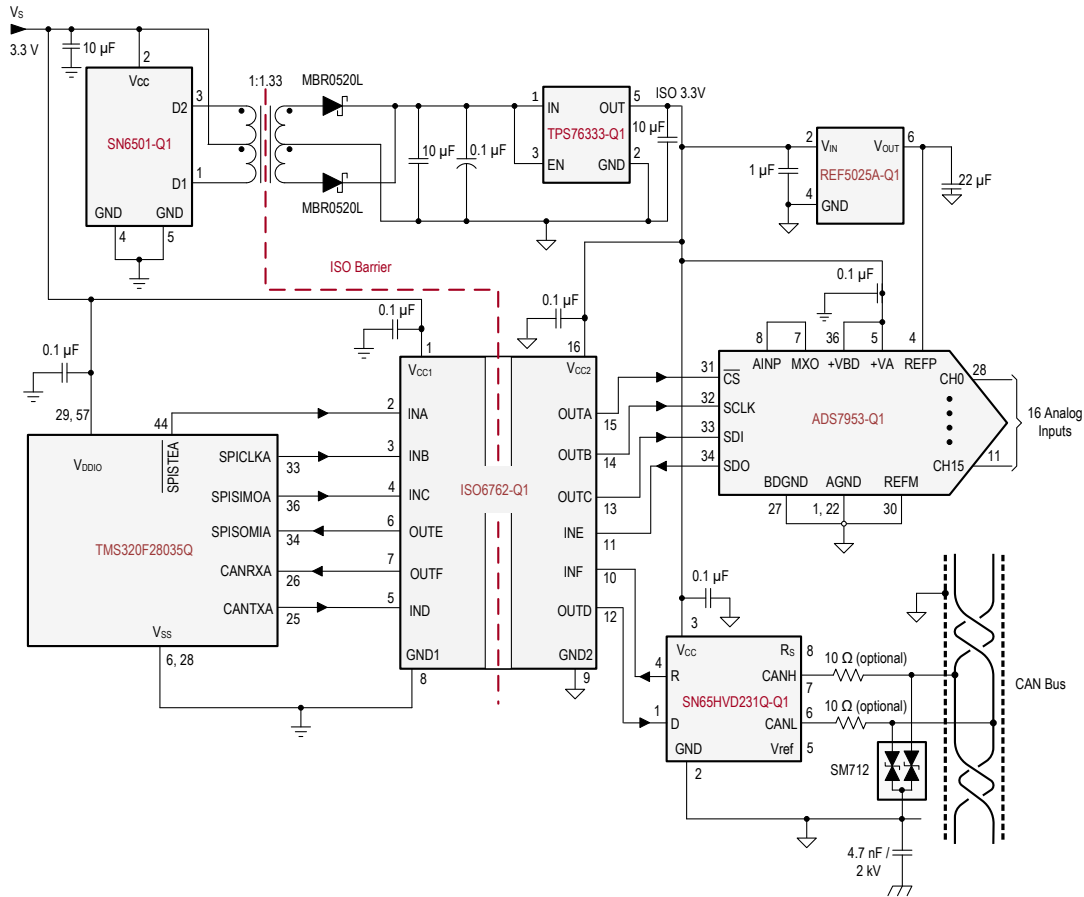 VS
3.3 V
10 µF
2
Vcc
SN6501-Q1
D2
3
D1
1
GND
GND
4
5
1:1.33
MBR0520L
MBR0520L
10 µF
0.1 µF
1
IN
OUT
5
TPS76333-Q1
3
EN
GND
2
ISO 3.3V
10 µF
2
VIN
VOUT
6
REF5025A-Q1
1 µF
4
GND
22 µF
ISO Barrier
0.1 µF
0.1 µF
0.1 µF
0.1 µF
29, 57
44
VDDIO
SPISTEA
SPICLKA
33
SPISIMOA
36
SPISOMIA
34
TMS320F28035Q
CANRXA
26
CANTXA
25
VSS
6, 28
1
16
VCC1
VCC2
2
INA
OUTA
15
3
INB
OUTB
14
4
INC
OUTC
13
ISO6762-Q1
6
OUTE
INE
11
7
OUTF
INF
10
5
IND
OUTD
12
GND1
GND2
8
9
8
7
36
5
4
AINP
MXO
+VBD
+VA
REFP
31
CS
32
SCLK
33
SDI
34
SDO
ADS7953-Q1
CH0
28
CH15
11
16 Analog
Inputs
BDGND
AGND
REFM
27
1, 22
30
0.1 µF
3
VCC
RS
8
4
R
CANH
7
SN65HVD231Q-Q1
1
D
CANL
6
GND
Vref
5
2
10 Ω (optional)
10 Ω (optional)
SM712
CAN Bus
4.7 nF /
2 kV